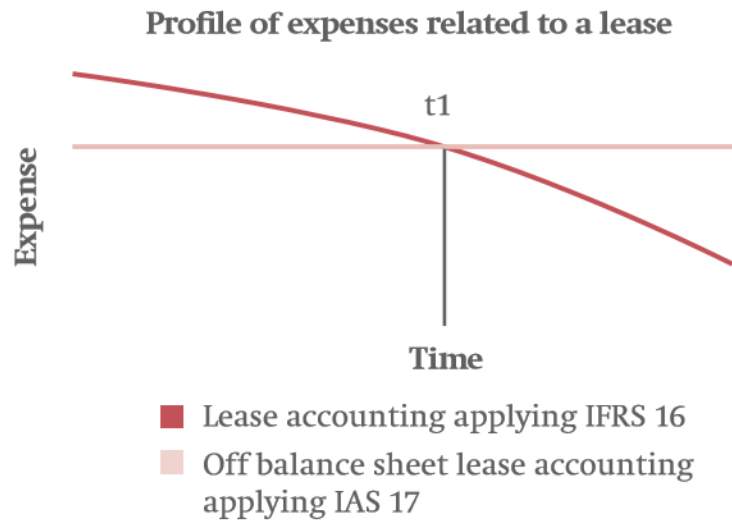 Profile of expenses related to a lease
t1
Expense
Time
Lease accounting applying IFRS 16
Off balance sheet lease accounting
applying IAS 17